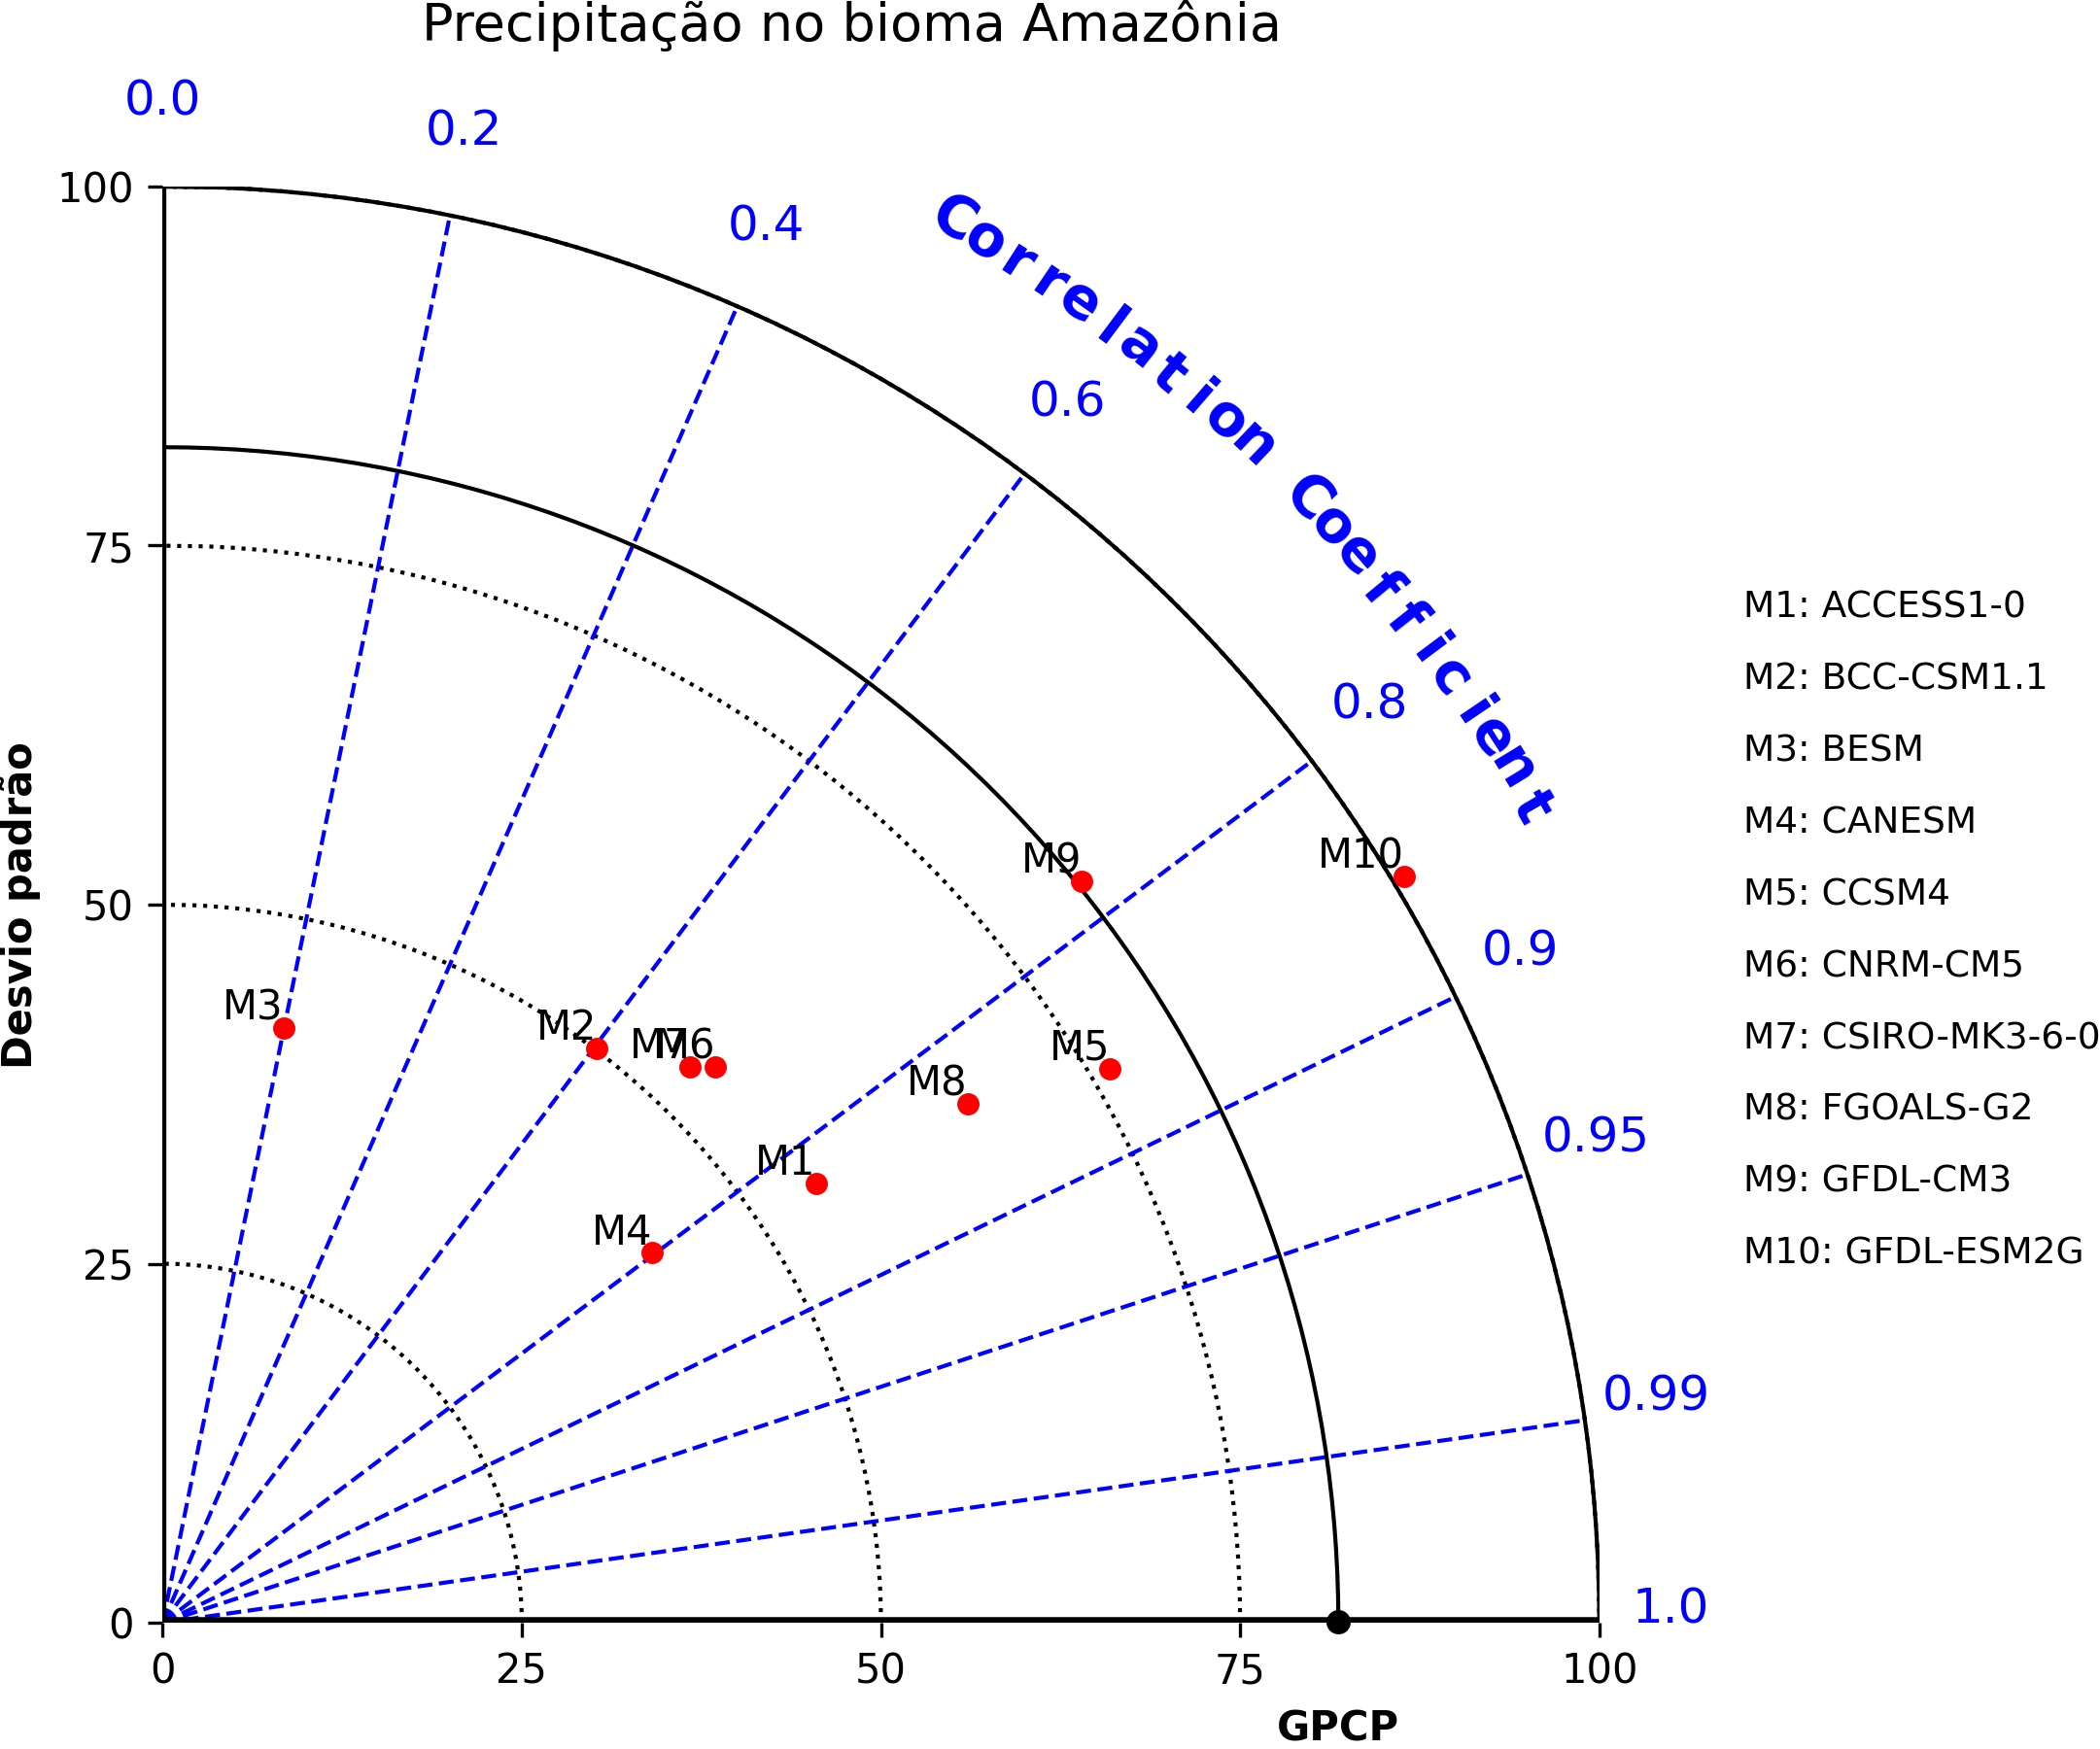 Precipitação no bioma Amazônia
0.0
0.2
0.4
0.6
0.8
0.9
0.95
0.99
1.0
Correlation Coefficient
100
75
50
25
0
Desvio padrão
0
25
50
75
100
GPCP
M3
M2
M7
M6
M9
M10
M5
M8
M1
M4
M1: ACCESS1-0
M2: BCC-CSM1.1
M3: BESM
M4: CANESM
M5: CCSM4
M6: CNRM-CM5
M7: CSIRO-MK3-6-0
M8: FGOALS-G2
M9: GFDL-CM3
M10: GFDL-ESM2G